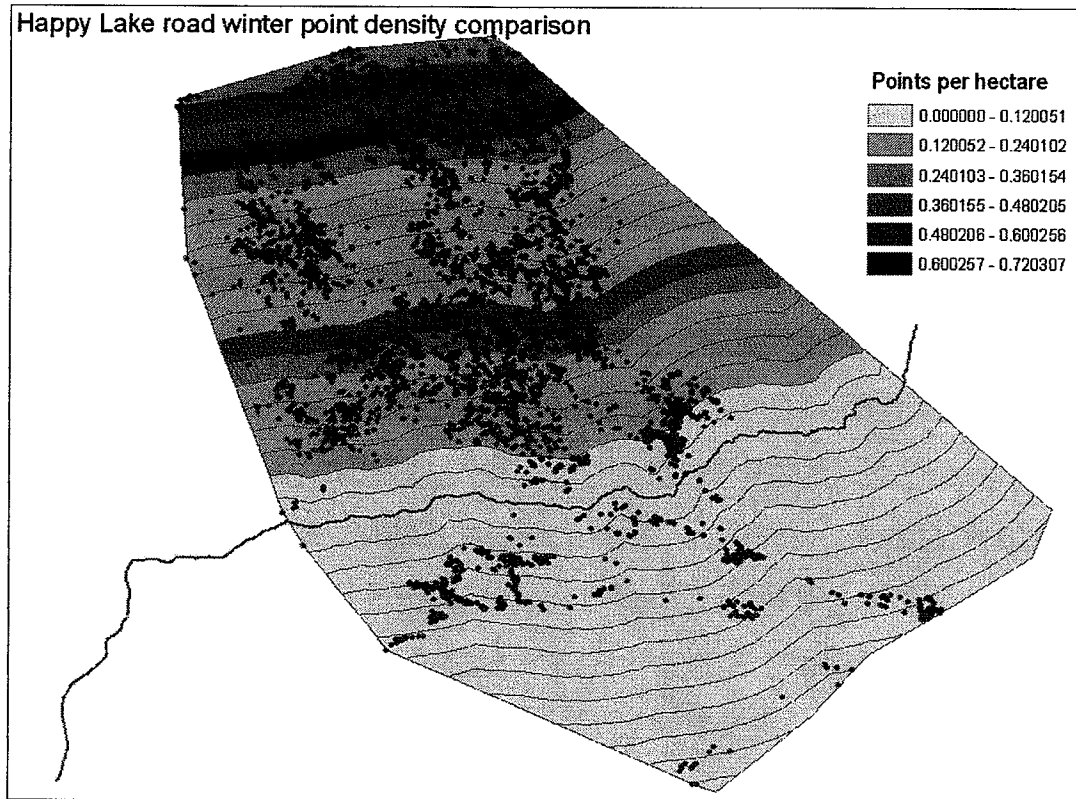 Happy Lake road winter point density comparison
Points per hectare
0.000000 - 0.120051
0.120052 - 0.240102
0.240103 - 0.360154
0.360155 - 0.480205
0.480206 - 0.600256
0.600257 - 0.720307